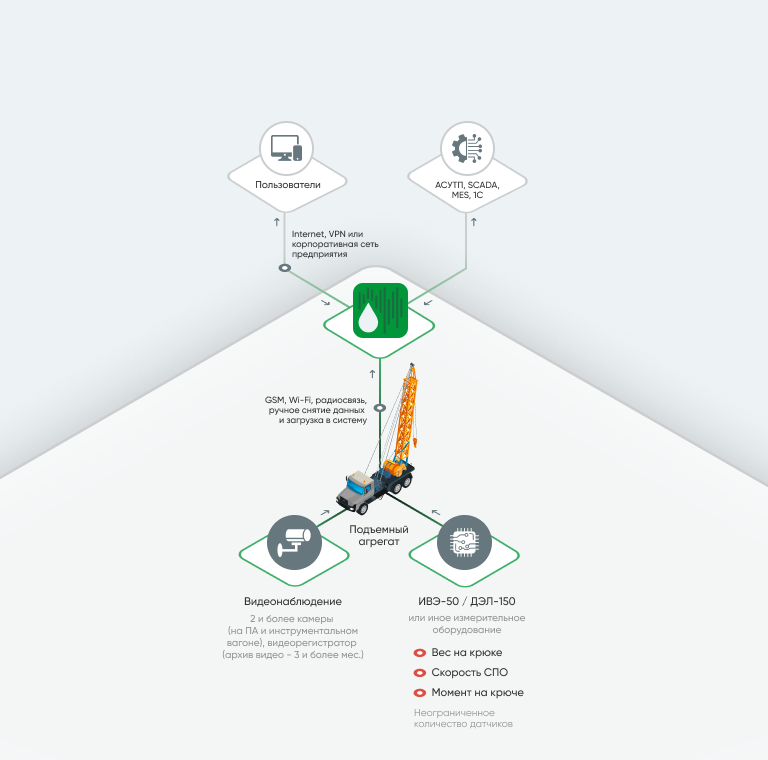 Пользователи
АСУТП, SCADA,
MES, 1C
Internet, VPN или
корпоративная сеть
предприятия
GSM, Wi-Fi, радиосвязь,
ручное снятие данных
и загрузка в систему
Подъемный
агрегат
Видеонаблюдение
2 и более камеры
(на ПА и инструментальном
вагоне), видеорегистратор
(архив видео - 3 и более мес.)
ИВЭ-50 / ДЭЛ-150
или иное измерительное
оборудование
Вес на крюке
Скорость СПО
Момент на ключе
Неограниченное
количество датчиков